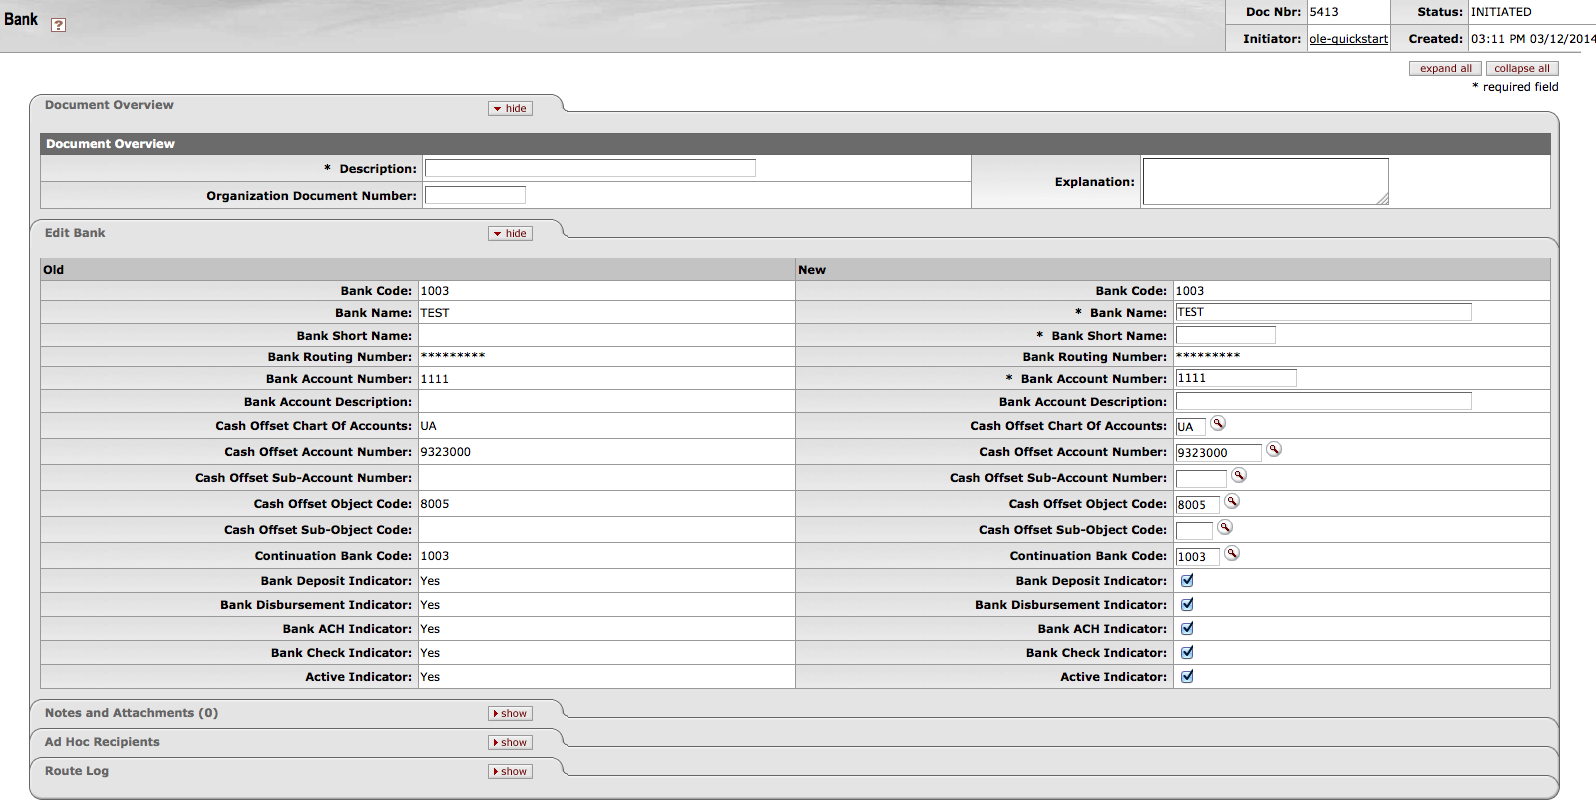 Bank ? Doc Nbr: 5413 Status: INITIATED
Initiator: ole-quickstart Created: 03:11 PM 03/12/2014
expand all collapse all
* required field
Document Overview hide
Document Overview
* Description: Explanation:
Organization Document Number:
Edit Bank hide
Old New
Bank Code: 1003 Bank Code: 1003
Bank Name: TEST * Bank Name: TEST
Bank Short Name: * Bank Short Name:
Bank Routing Number: ********* Bank Routing Number: *********
Bank Account Number: 1111 * Bank Account Number: 1111
Bank Account Description: Bank Account Description:
Cash Offset Chart Of Accounts: UA Cash Offset Chart Of Accounts: UA
Cash Offset Account Number: 9323000 Cash Offset Account Number: 9323000
Cash Offset Sub-Account Number: Cash Offset Sub-Account Number:
Cash Offset Object Code: 8005 Cash Offset Object Code: 8005
Cash Offset Sub-Object Code: Cash Offset Sub-Object Code:
Continuation Bank Code: 1003 Continuation Bank Code: 1003
Bank Deposit Indicator: Yes Bank Deposit Indicator:
Bank Disbursement Indicator: Yes Bank Disbursement Indicator:
Bank ACH Indicator: Yes Bank ACH Indicator:
Bank Check Indicator: Yes Bank Check Indicator:
Active Indicator: Yes Active Indicator:
Notes and Attachments (0) show
Ad Hoc Recipients show
Route Log show